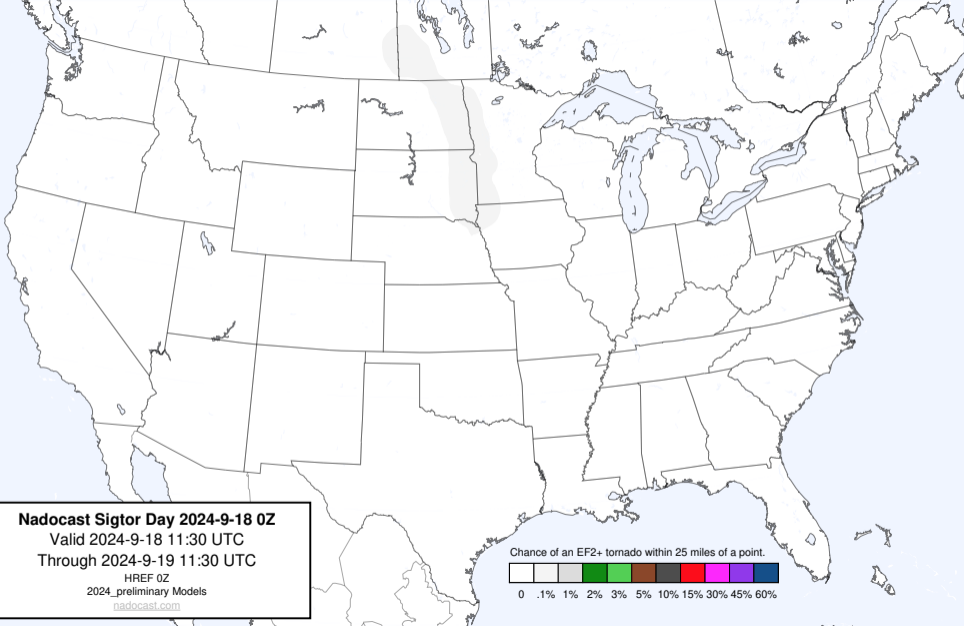 Nadocast Sigtor Day 2024-9-18 0Z
Valid 2024-9-18 11:30 UTC
Through 2024-9-19 11:30 UTC
HREF 0Z
2024_preliminary Models
nadocast.com
Chance of an EF2+ tornado within 25 miles of a point.
0 .1% 1% 2% 3% 5% 10% 15% 30% 45% 60%